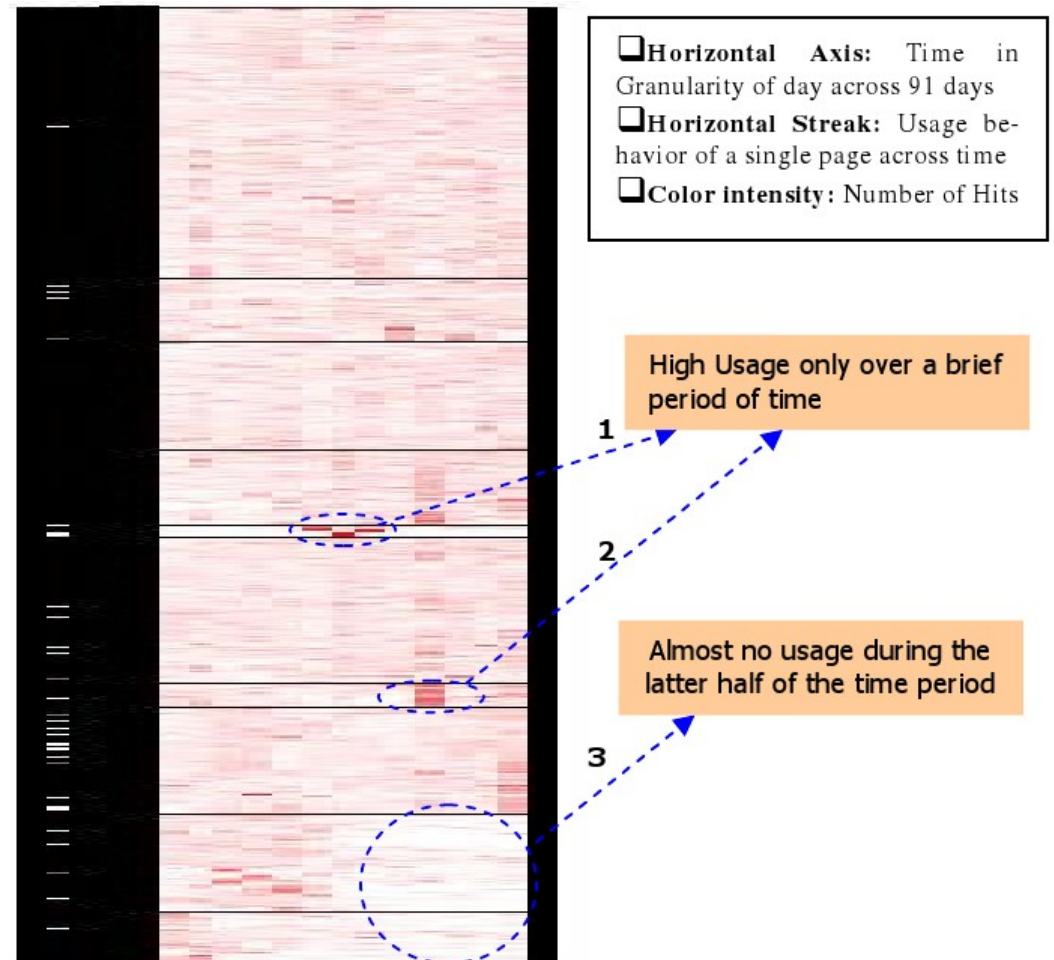 ❑Horizontal Axis: Time in
Granularity of day across 91 days
❑Horizontal Streak: Usage be-
havior of a single page across time
❑Color intensity: Number of Hits
High Usage only over a brief
period of time
1
2
Almost no usage during the
latter half of the time period
3